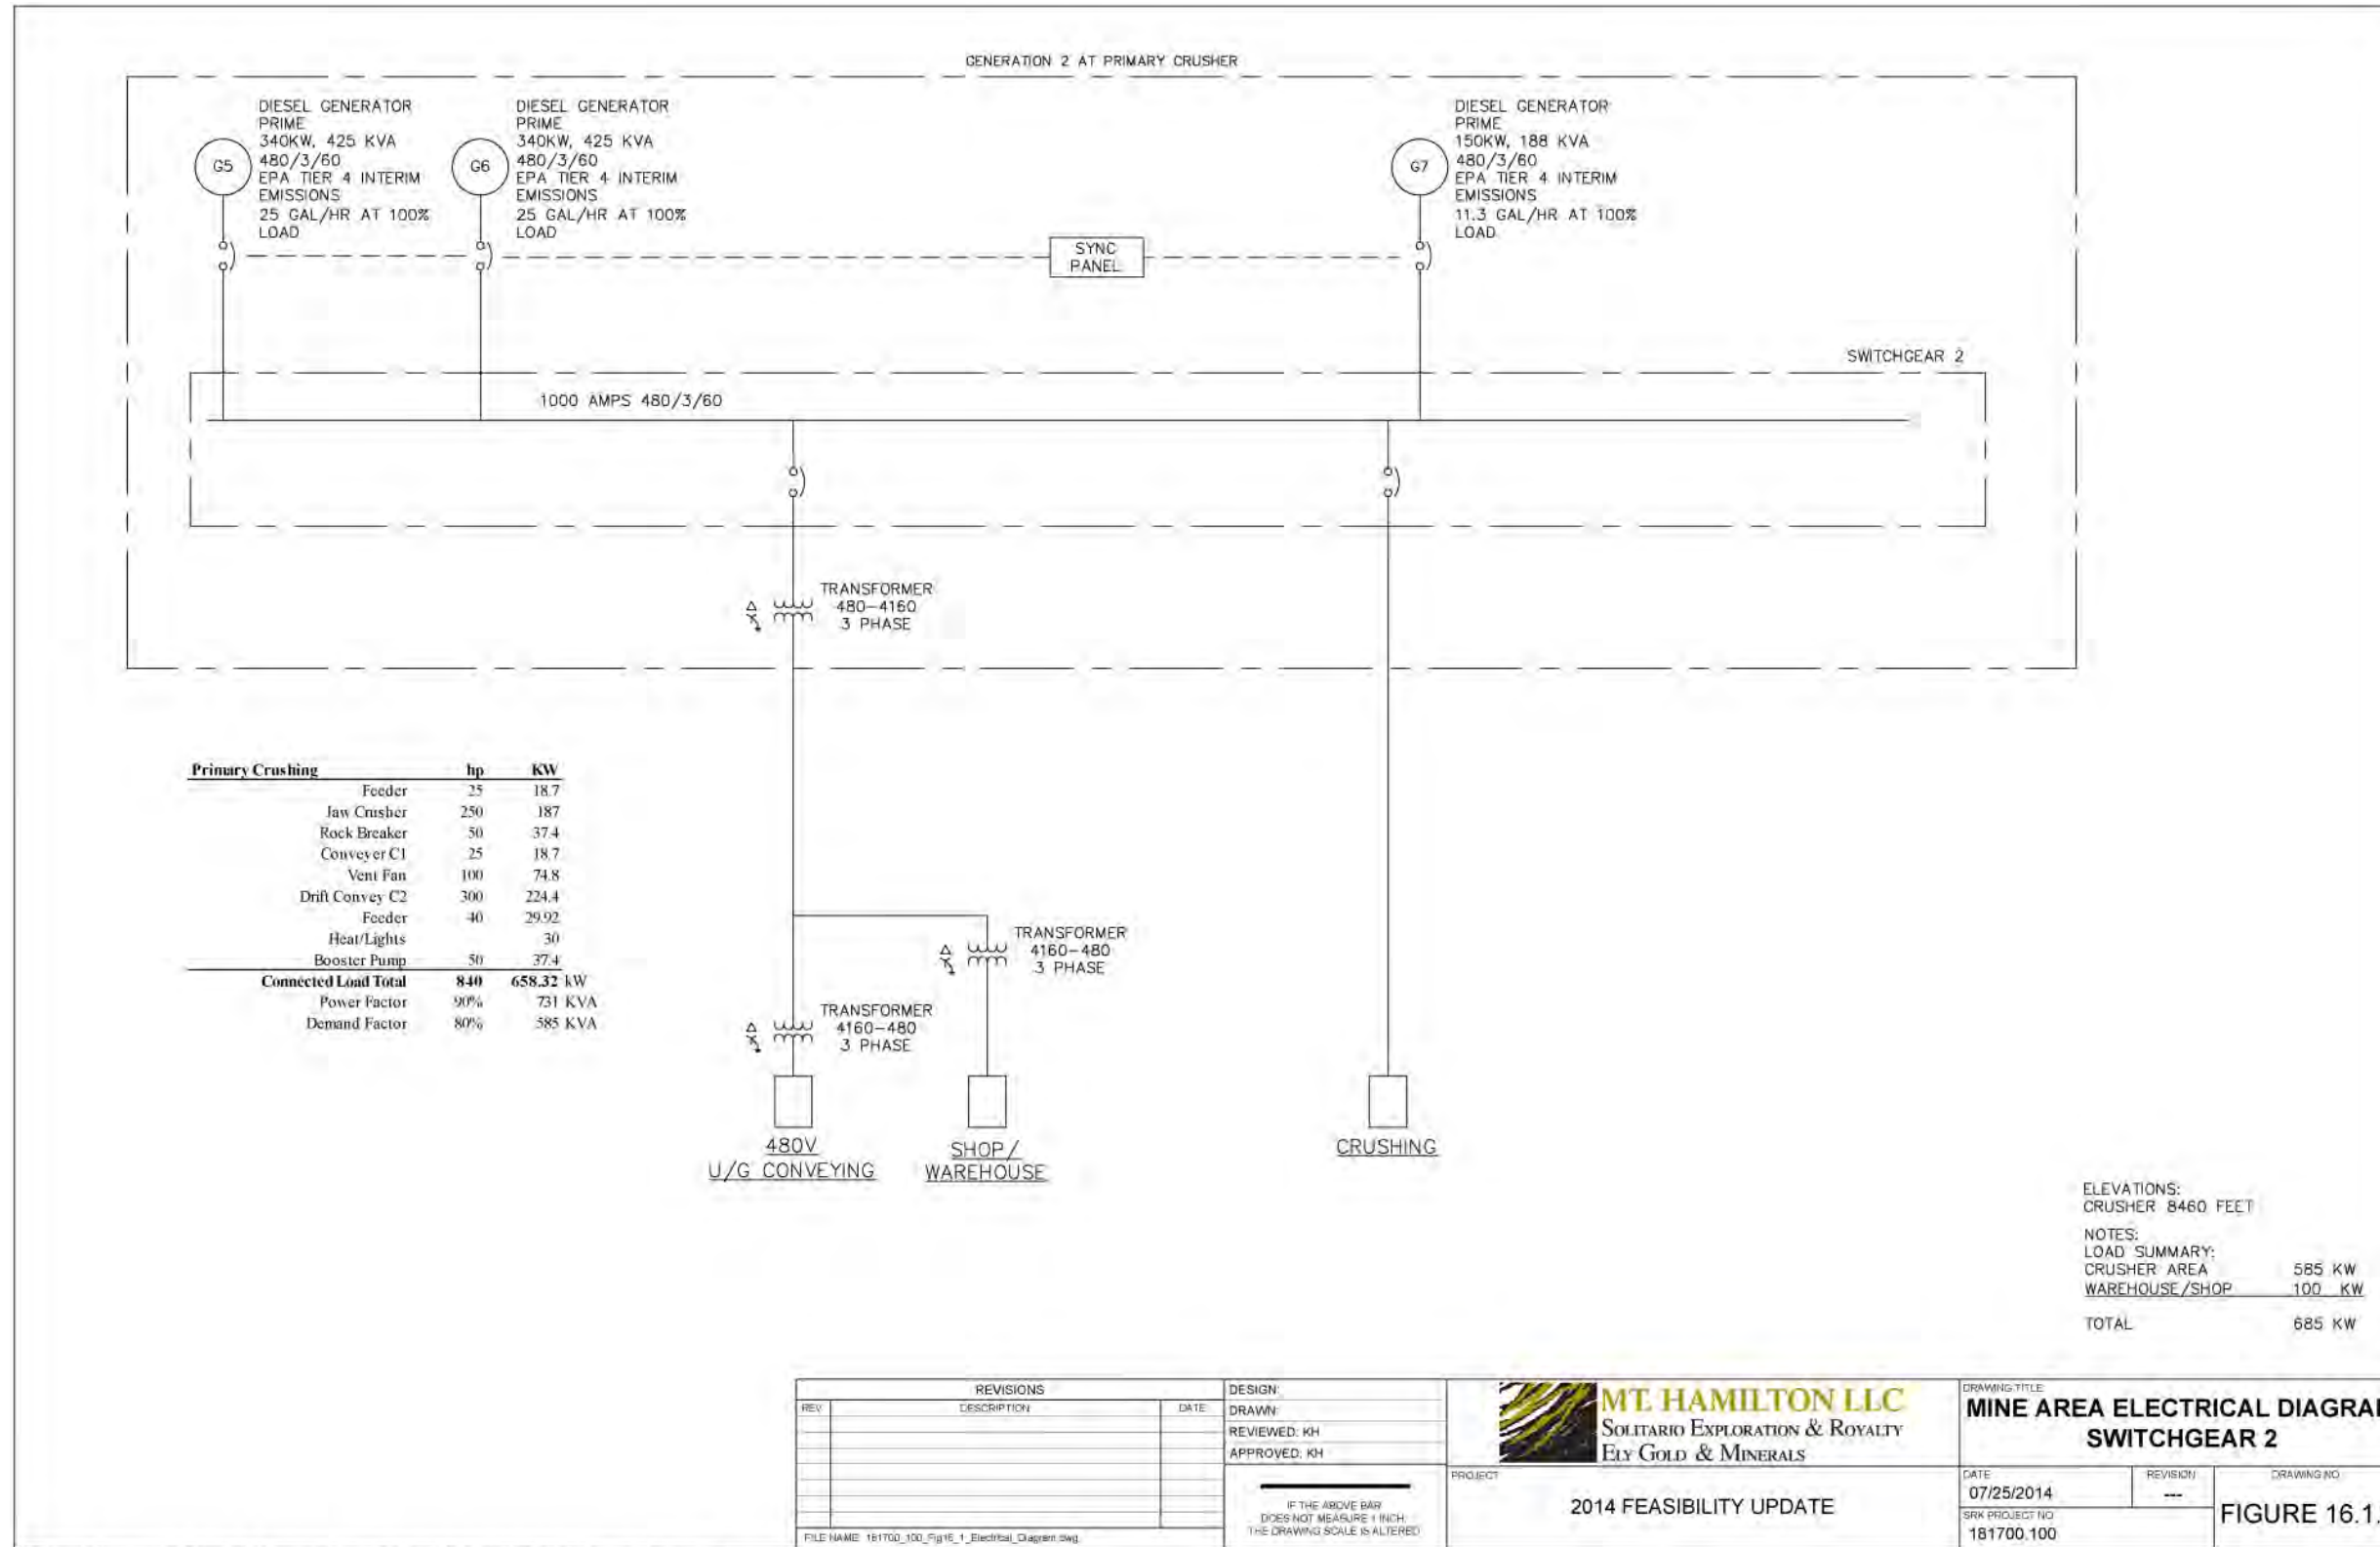 GENERATION 2 AT PRIMARY CRUSHER
DIESEL GENERATOR
PRIME
340KW, 425 KVA
480/3/60
EPA TIER 4 INTERIM
EMISSIONS
25 GAL/HR AT 100%
LOAD
G5
DIESEL GENERATOR
PRIME
340KW, 425 KVA
480/3/60
EPA TIER 4 INTERIM
EMISSIONS
25 GAL/HR AT 100%
LOAD
G6
DIESEL GENERATOR
PRIME
150KW, 188 KVA
480/3/60
EPA TIER 4 INTERIM
EMISSIONS
11.3 GAL/HR AT 100%
LOAD
G7
SYNC
PANEL
SWITCHGEAR 2
1000 AMPS 480/3/60
TRANSFORMER
480-4160
3 PHASE
Primary Crushing hp KW
Feeder 25 18.7
Jaw Crusher 250 187
Rock Breaker 50 37.4
Conveyer C1 25 18.7
Vent Fan 100 74.8
Drift Convey C2 300 224.4
Feeder 40 29.92
Heat/Lights 30
Booster Pump 50 37.4
Connected Load Total 840 658.32 kW
Power Factor 90% 731 KVA
Demand Factor 80% 585 KVA
TRANSFORMER
4160-480
3 PHASE
TRANSFORMER
4160-480
3 PHASE
480V
U/G CONVEYING
SHOP/
WAREHOUSE
CRUSHING
ELEVATIONS:
CRUSHER 8460 FEET
NOTES:
LOAD SUMMARY:
CRUSHER AREA 585 KW
WAREHOUSE/SHOP 100 KW
TOTAL 685 KW
REVISIONS
REV DESCRIPTION DATE
FILE NAME: 181700_100_Fig16_1_Electrical_Diagram.dwg
DESIGN:
DRAWN:
REVIEWED: KH
APPROVED: KH
IF THE ABOVE BAR
DOES NOT MEASURE 1 INCH
THE DRAWING SCALE IS ALTERED
MT. HAMILTON LLC
SOLITARIO EXPLORATION & ROYALTY
ELY GOLD & MINERALS
PROJECT
2014 FEASIBILITY UPDATE
DRAWING TITLE
MINE AREA ELECTRICAL DIAGRA
SWITCHGEAR 2
DATE
07/25/2014
REVISION
---
SRK PROJECT NO
181700.100
DRAWING NO
FIGURE 16.1.